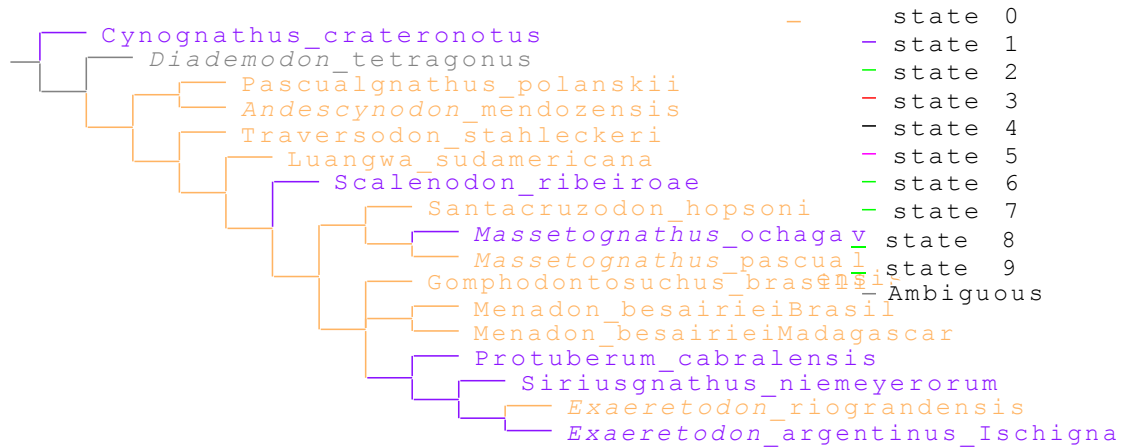 Cynognathus_crateronotus
Diademodon_tetragonus
Pascualgnathus_polanskii
Andescynodon_mendozensis
Traversodon_stahleckeri
Luangwa_sudamericana
Scalenodon_ribeiroae
Santacruzodon_hopsoni
Massetognathus_ochagav
Massetognathus_pascual
Gomphodontosuchus_brasiliensis
Menadon_besairieiBrasil
Menadon_besairieiMadagascar
Protuberum_cabralensis
Siriusgnathus_niemeyerorum
Exaeretodon_riograndensis
Exaeretodon_argentinus_Ischigna
state 0
state 1
state 2
state 3
state 4
state 5
state 6
state 7
state 8
state 9
Ambiguous